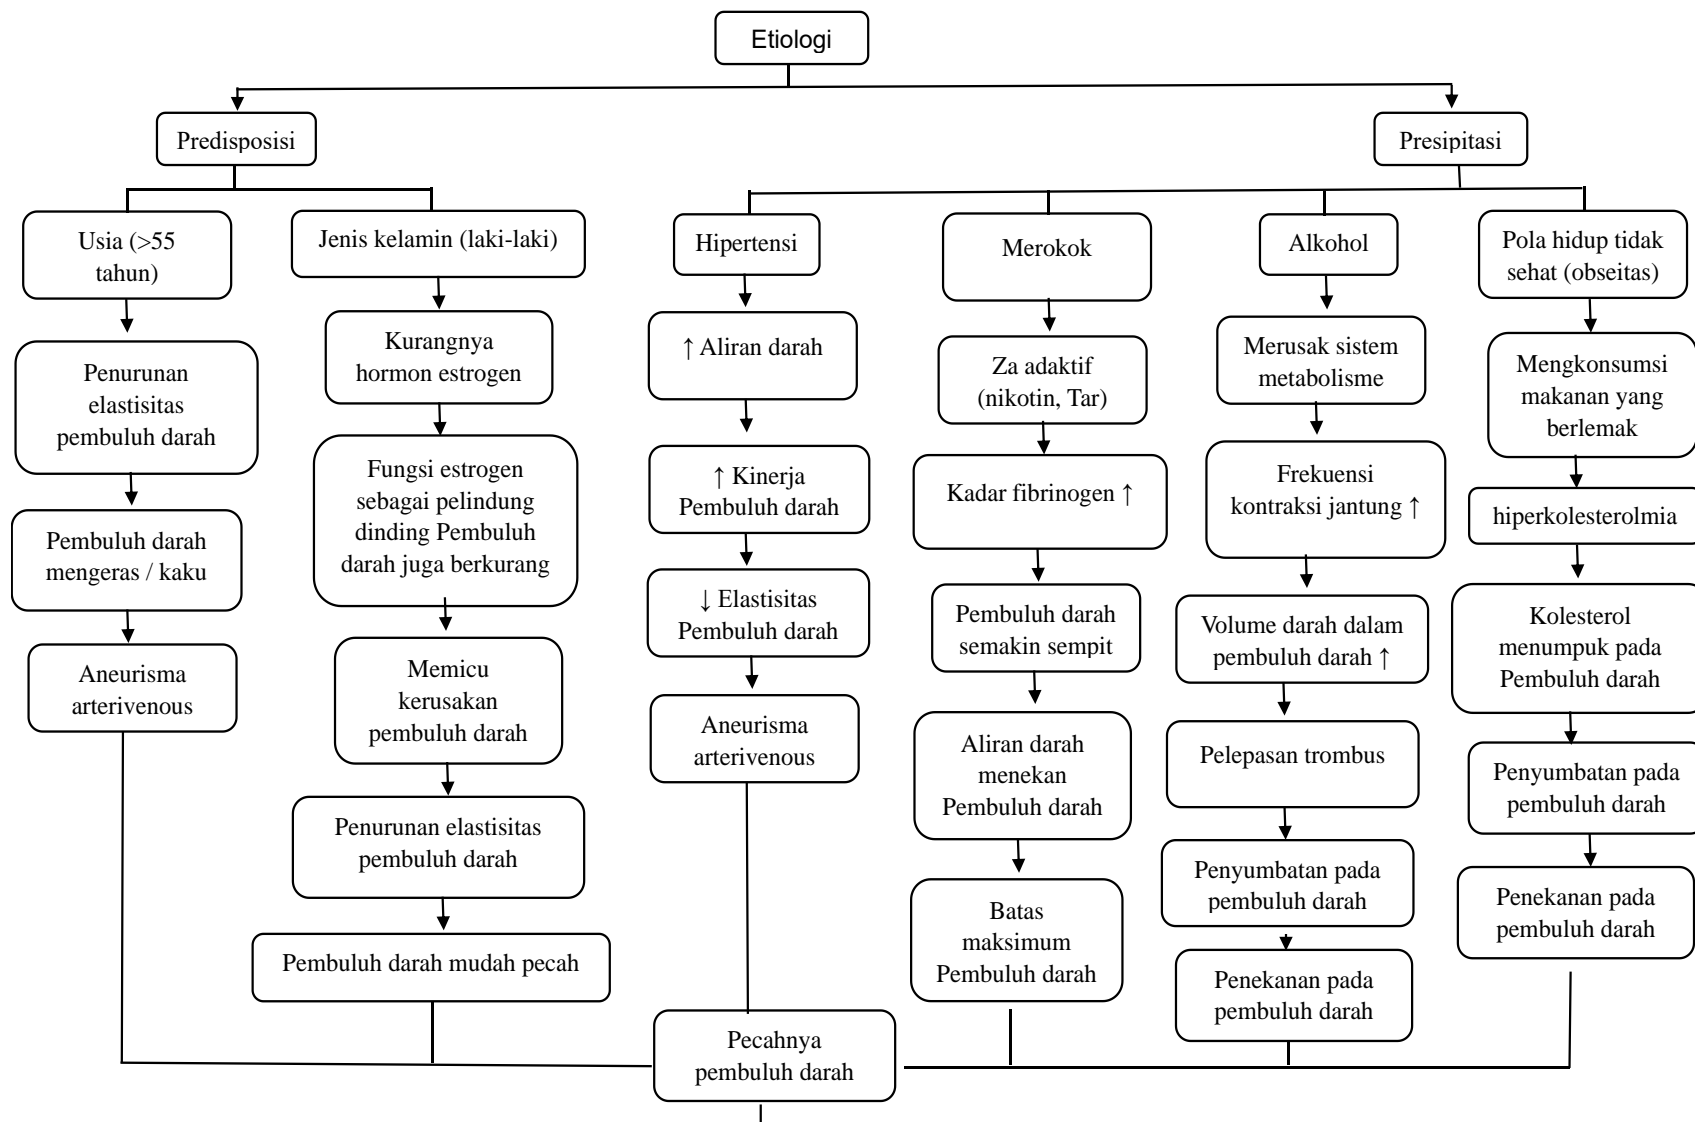 Etiologi
Predisposisi
Presipitasi
Usia (>55
tahun)
Penurunan
elastisitas
pembuluh darah
Pembuluh darah
mengeras / kaku
Aneurisma
arterivenous
Jenis kelamin (laki-laki)
Kurangnya
hormon estrogen
Fungsi estrogen
sebagai pelindung
dinding Pembuluh
darah juga berkurang
Memicu
kerusakan
pembuluh darah
Penurunan elastisitas
pembuluh darah
Pembuluh darah mudah pecah
Hipertensi
↑ Aliran darah
↑ Kinerja
Pembuluh darah
↓ Elastisitas
Pembuluh darah
Aneurisma
arterivenous
Merokok
Za adaktif
(nikotin, Tar)
Kadar fibrinogen ↑
Pembuluh darah
semakin sempit
Aliran darah
menekan
Pembuluh darah
Batas
maksimum
Pembuluh darah
Alkohol
Merusak sistem
metabolisme
Frekuensi
kontraksi jantung ↑
Volume darah dalam
pembuluh darah ↑
Pelepasan trombus
Penyumbatan pada
pembuluh darah
Penekanan pada
pembuluh darah
Pola hidup tidak
sehat (obseitas)
Mengkonsumsi
makanan yang
berlemak
hiperkolesterolmia
Kolesterol
menumpuk pada
Pembuluh darah
Penyumbatan pada
pembuluh darah
Penekanan pada
pembuluh darah
Pecahnya
pembuluh darah